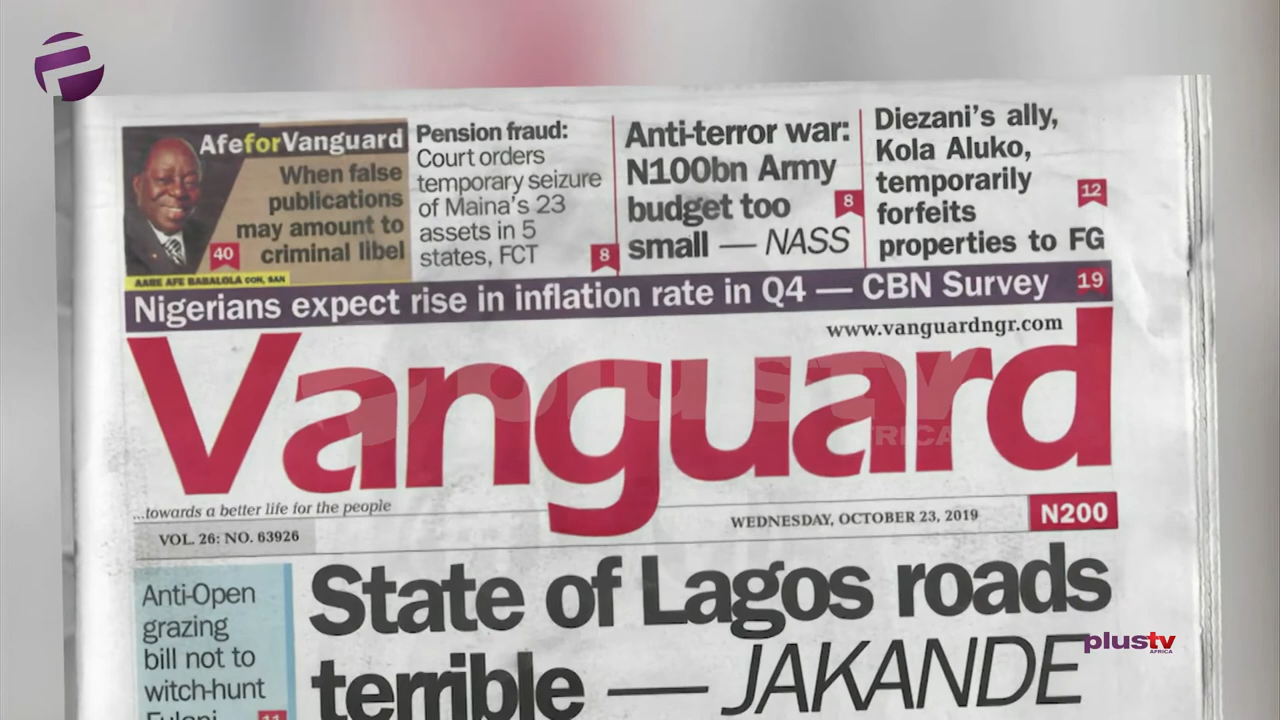 AfeforVanguard
When false
publications
may amount to
criminal libel
40
AARE AFE BABALOLA CON, SAN
Pension fraud:
Court orders
temporary seizure
of Maina's 23
assets in 5
states, FCT
8
Anti-terror war:
N100bn Army
budget too
small — NASS
8
Diezani's ally,
Kola Aluko,
temporarily
forfeits
properties to FG
12
Nigerians expect rise in inflation rate in Q4 — CBN Survey 19
www.vanguardngr.com
Vanguard
plustv
AFRICA
...towards a better life for the people
VOL. 26: NO. 63926
WEDNESDAY, OCTOBER 23, 2019
N200
Anti-Open
grazing
bill not to
witch-hunt
Fulani
11
State of Lagos roads
terrible — JAKANDE
plustv
AFRICA